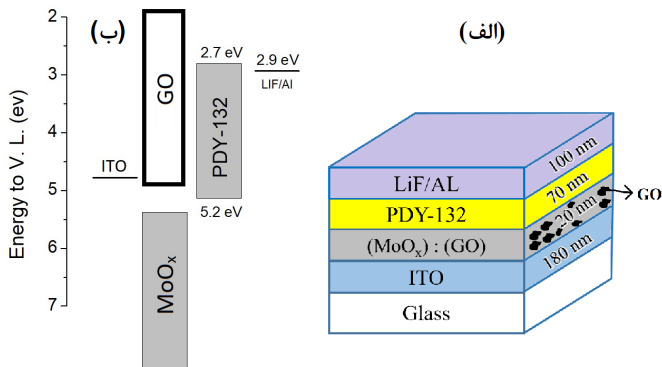 (ب)
Energy to V. L. (ev)
2
3
4
5
6
7
ITO
GO
MoOₓ
2.7 eV
PDY-132
5.2 eV
2.9 eV
LIF/Al
(الف)
100 nm
LiF/AL
70 nm
PDY-132
20 nm
GO
(MoOₓ) : (GO)
180 nm
ITO
Glass